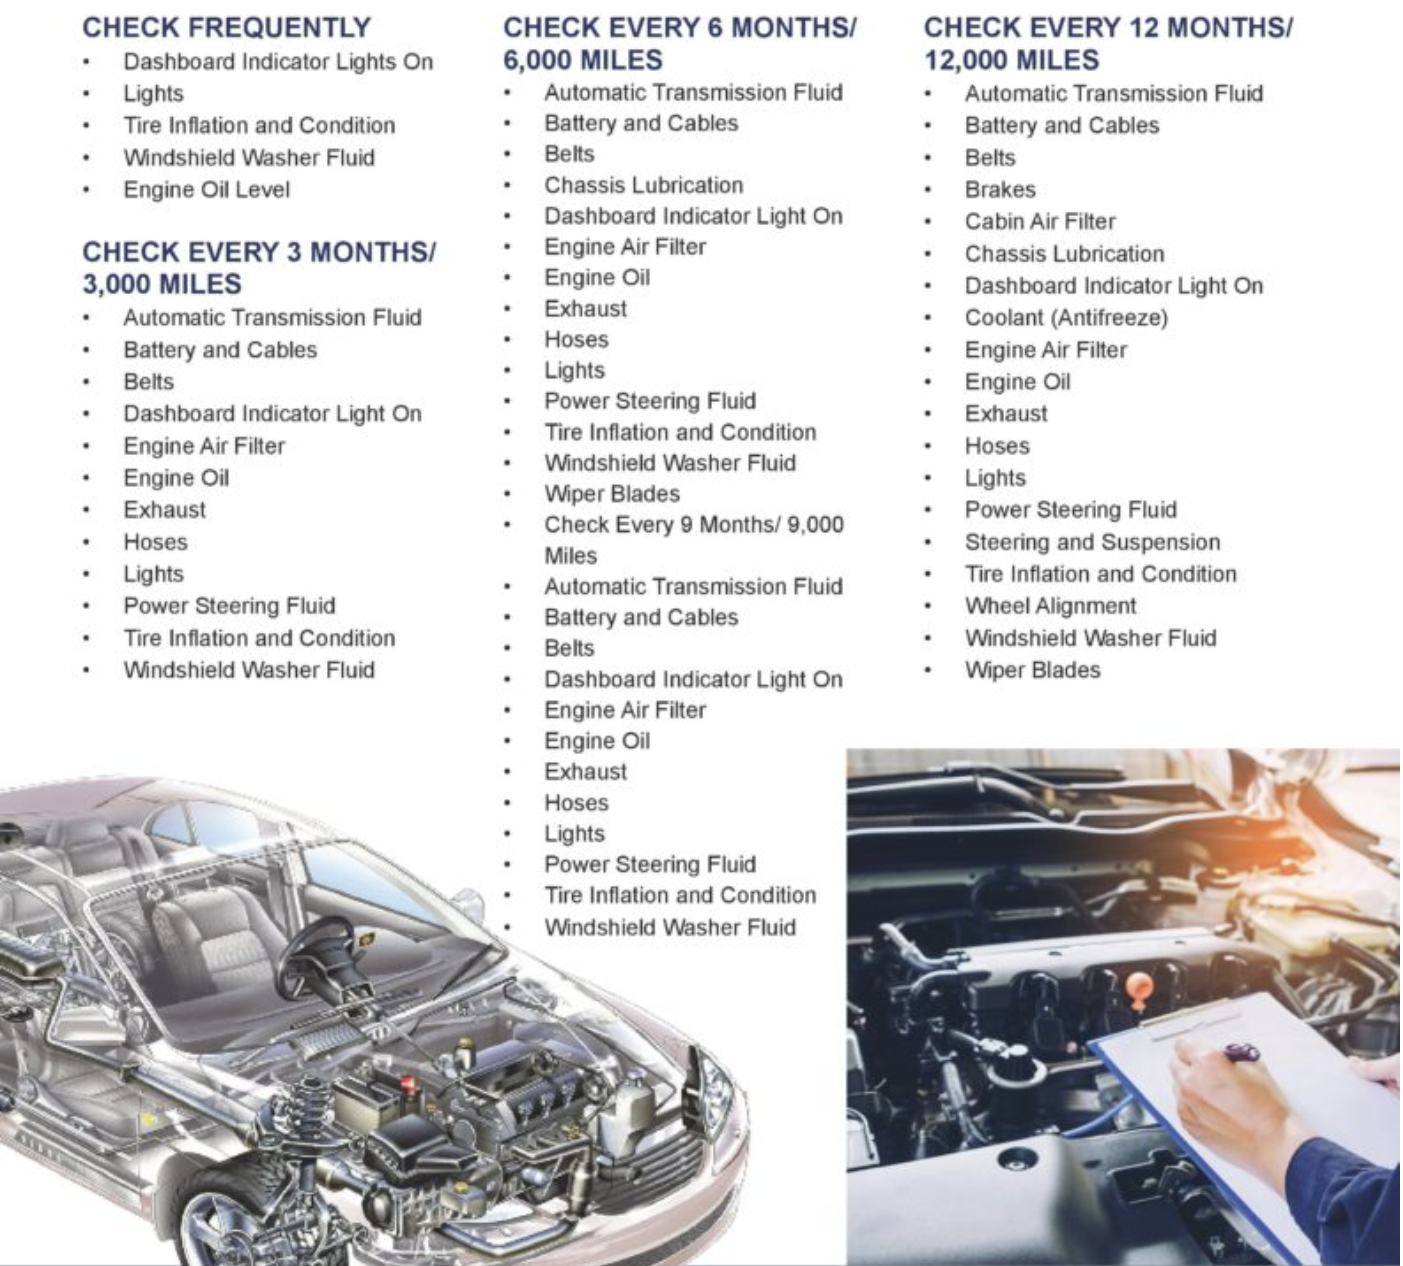 CHECK FREQUENTLY
• Dashboard Indicator Lights On
• Lights
• Tire Inflation and Condition
• Windshield Washer Fluid
• Engine Oil Level
CHECK EVERY 3 MONTHS/
3,000 MILES
• Automatic Transmission Fluid
• Battery and Cables
• Belts
• Dashboard Indicator Light On
• Engine Air Filter
• Engine Oil
• Exhaust
• Hoses
• Lights
• Power Steering Fluid
• Tire Inflation and Condition
• Windshield Washer Fluid
CHECK EVERY 6 MONTHS/
6,000 MILES
• Automatic Transmission Fluid
• Battery and Cables
• Belts
• Chassis Lubrication
• Dashboard Indicator Light On
• Engine Air Filter
• Engine Oil
• Exhaust
• Hoses
• Lights
• Power Steering Fluid
• Tire Inflation and Condition
• Windshield Washer Fluid
• Wiper Blades
• Check Every 9 Months/ 9,000
Miles
• Automatic Transmission Fluid
• Battery and Cables
• Belts
• Dashboard Indicator Light On
• Engine Air Filter
• Engine Oil
• Exhaust
• Hoses
• Lights
• Power Steering Fluid
• Tire Inflation and Condition
• Windshield Washer Fluid
CHECK EVERY 12 MONTHS/
12,000 MILES
• Automatic Transmission Fluid
• Battery and Cables
• Belts
• Brakes
• Cabin Air Filter
• Chassis Lubrication
• Dashboard Indicator Light On
• Coolant (Antifreeze)
• Engine Air Filter
• Engine Oil
• Exhaust
• Hoses
• Lights
• Power Steering Fluid
• Steering and Suspension
• Tire Inflation and Condition
• Wheel Alignment
• Windshield Washer Fluid
• Wiper Blades